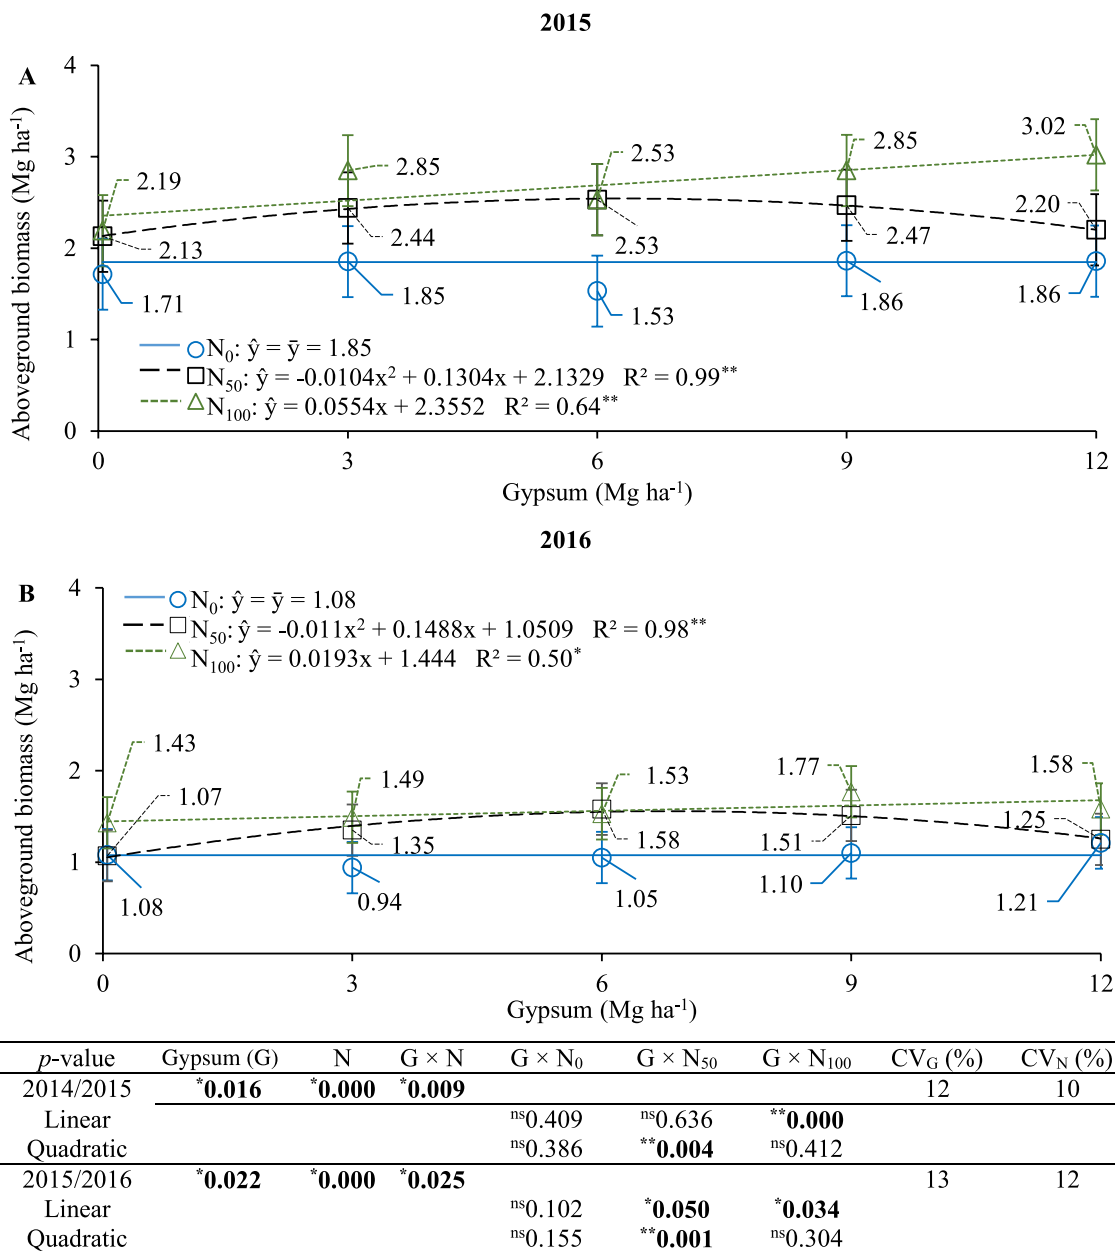 2015
A
Aboveground biomass (Mg ha⁻¹)
4
3
2
1
0
2.19
2.13
1.71
2.85
2.44
1.85
2.53
2.53
1.53
2.85
2.47
1.86
3.02
2.20
1.86
N₀: ŷ = ȳ = 1.85
N₅₀: ŷ = -0.0104x² + 0.1304x + 2.1329 R² = 0.99**
N₁₀₀: ŷ = 0.0554x + 2.3552 R² = 0.64**
0 3 6 9 12
Gypsum (Mg ha⁻¹)
2016
B
Aboveground biomass (Mg ha⁻¹)
4
3
2
1
0
N₀: ŷ = ȳ = 1.08
N₅₀: ŷ = -0.011x² + 0.1488x + 1.0509 R² = 0.98**
N₁₀₀: ŷ = 0.0193x + 1.444 R² = 0.50*
1.43
1.07
1.08
1.49
1.35
0.94
1.53
1.58
1.05
1.77
1.51
1.10
1.58
1.25
1.21
0 3 6 9 12
Gypsum (Mg ha⁻¹)
p-value Gypsum (G) N G × N G × N₀ G × N₅₀ G × N₁₀₀ CV_G (%) CV_N (%)
2014/2015 *0.016 *0.000 *0.009 12 10
Linear ns0.409 ns0.636 **0.000
Quadratic ns0.386 **0.004 ns0.412
2015/2016 *0.022 *0.000 *0.025 13 12
Linear ns0.102 *0.050 *0.034
Quadratic ns0.155 **0.001 ns0.304